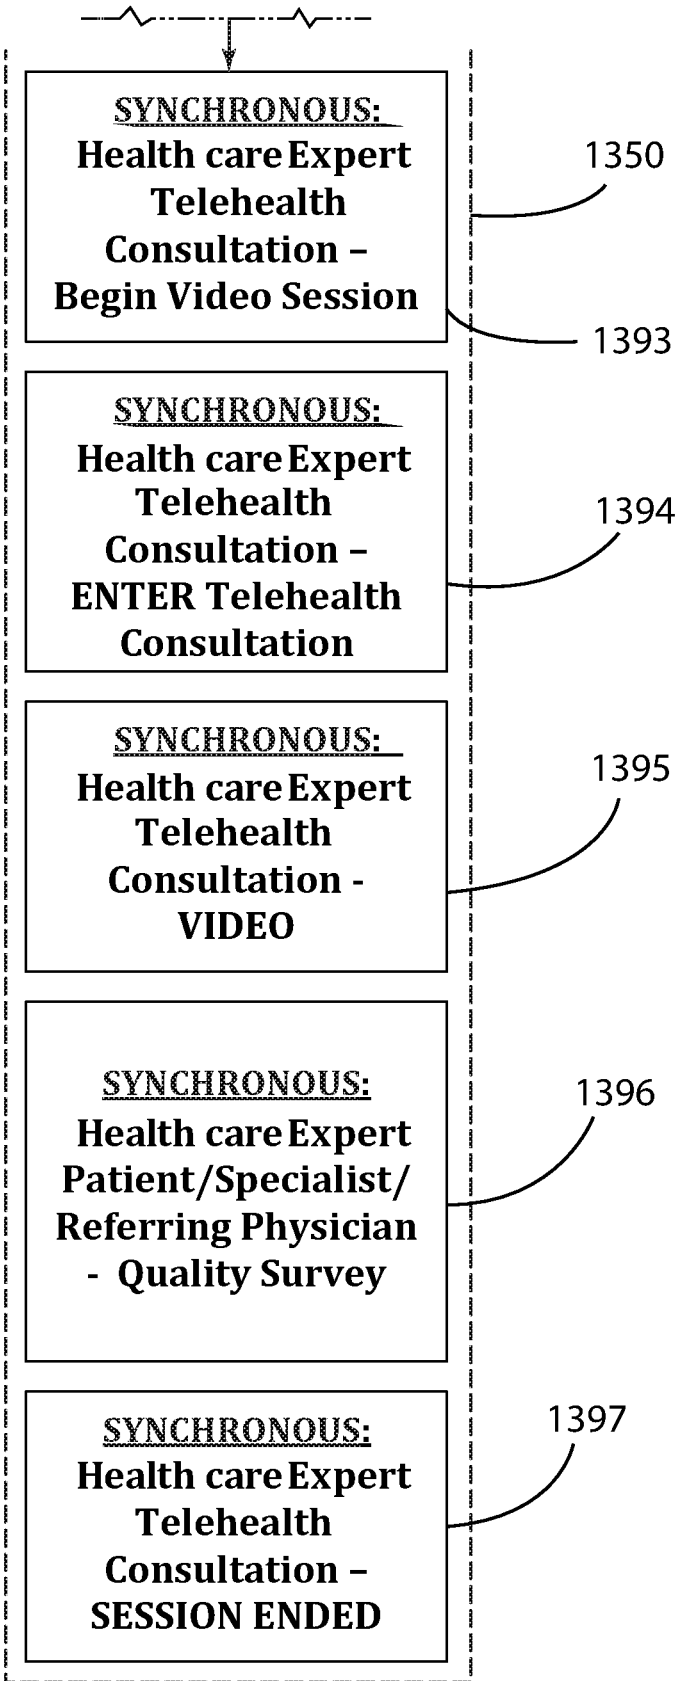 SYNCHRONOUS:
Health care Expert
Telehealth
Consultation –
Begin Video Session
1350
1393
SYNCHRONOUS:
Health care Expert
Telehealth
Consultation –
ENTER Telehealth
Consultation
1394
SYNCHRONOUS:
Health care Expert
Telehealth
Consultation -
VIDEO
1395
SYNCHRONOUS:
Health care Expert
Patient/Specialist/
Referring Physician
- Quality Survey
1396
SYNCHRONOUS:
Health care Expert
Telehealth
Consultation –
SESSION ENDED
1397